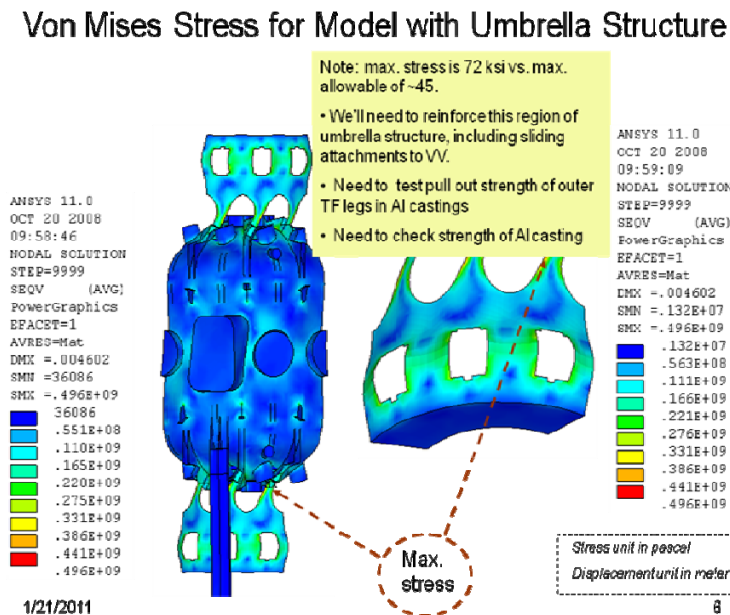 Von Mises Stress for Model with Umbrella Structure
Note: max. stress is 72 ksi vs. max.
allowable of ~45.
• We'll need to reinforce this region of
umbrella structure, including sliding
attachments to VV.
• Need to test pull out strength of outer
TF legs in Al castings
• Need to check strength of Al casting
ANSYS 11.0
OCT 20 2008
09:58:46
NODAL SOLUTION
STEP=9999
SEQV (AVG)
PowerGraphics
EFACET=1
AVRES=Mat
DMX =.004602
SMN =36086
SMX =.496E+09
36086
.551E+08
.110E+09
.165E+09
.220E+09
.275E+09
.331E+09
.386E+09
.441E+09
.496E+09
ANSYS 11.0
OCT 20 2008
09:59:09
NODAL SOLUTION
STEP=9999
SEQV (AVG)
PowerGraphics
EFACET=1
AVRES=Mat
DMX =.004602
SMN =.132E+07
SMX =.496E+09
.132E+07
.563E+08
.111E+09
.166E+09
.221E+09
.276E+09
.331E+09
.386E+09
.441E+09
.496E+09
Max.
stress
Stress unit in pascal
Displacement unit in meter
1/21/2011
6